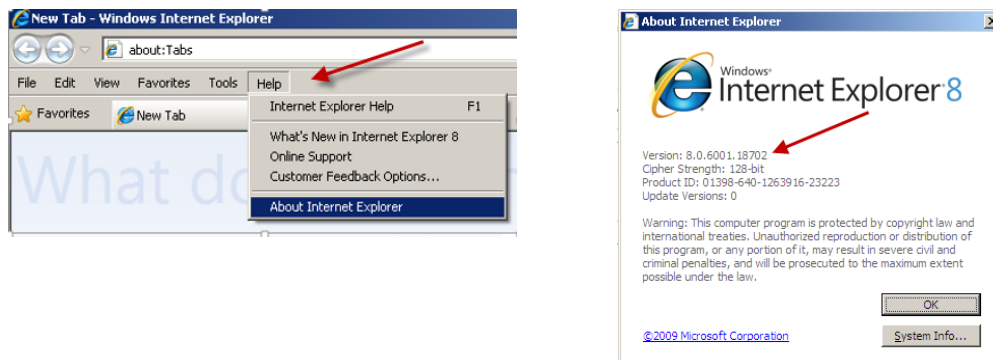 New Tab - Windows Internet Explorer
about:Tabs
File Edit View Favorites Tools Help
Favorites New Tab
Internet Explorer Help F1
What's New in Internet Explorer 8
Online Support
Customer Feedback Options...
About Internet Explorer
What do
About Internet Explorer
Windows®
Internet Explorer 8
Version: 8.0.6001.18702
Cipher Strength: 128-bit
Product ID: 01398-640-1263916-23223
Update Versions: 0
Warning: This computer program is protected by copyright law and
international treaties. Unauthorized reproduction or distribution of
this program, or any portion of it, may result in severe civil and
criminal penalties, and will be prosecuted to the maximum extent
possible under the law.
OK
©2009 Microsoft Corporation
System Info...